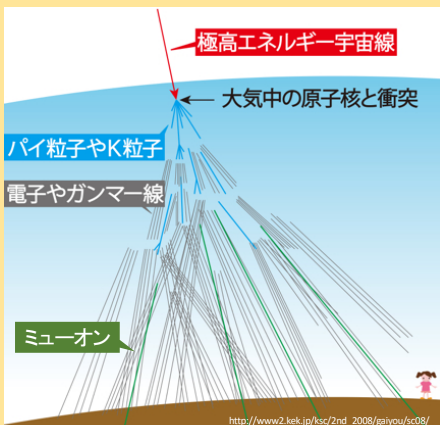 極高エネルギー宇宙線
大気中の原子核と衝突
パイ粒子やK粒子
電子やガンマー線
ミューオン
http://www2.kek.jp/ksc/2nd_2008/gaiyou/sc08/